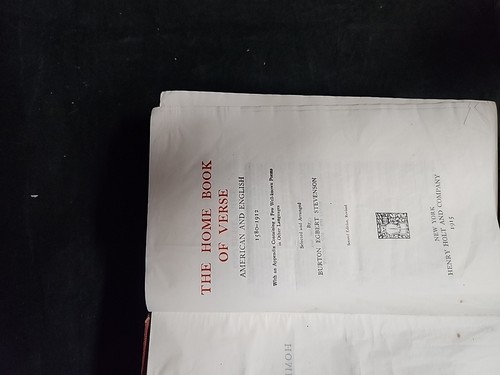 THE HOME BOOK
OF VERSE
AMERICAN AND ENGLISH
1580-1912
With an Appendix Containing a Few Well-known Poems
in Other Languages
Selected and Arranged
By
BURTON EGBERT STEVENSON
Second Edition, Revised
NEW YORK
HENRY HOLT AND COMPANY
1915